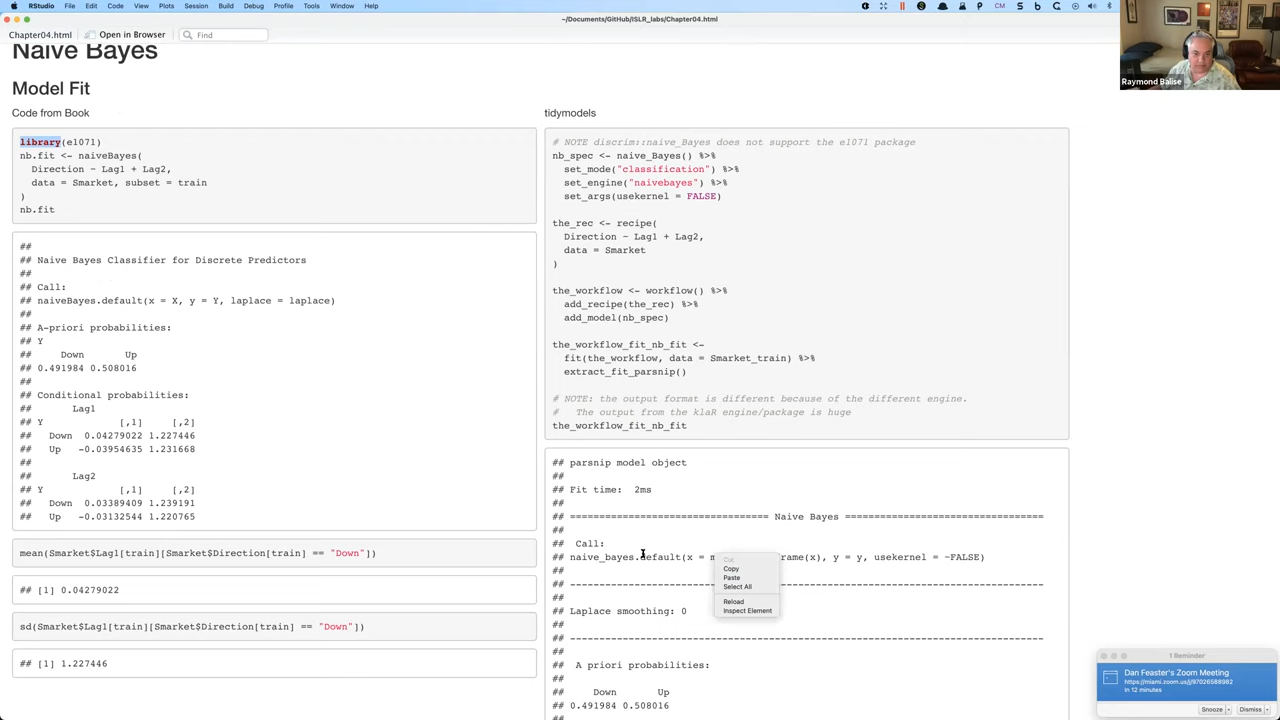 RStudio File Edit Code View Plots Session Build Debug Profile Tools Window Help
~/Documents/GitHub/ISLR_labs/Chapter04.html
Chapter04.html Open in Browser Find
Raymond Balise
Naive Bayes
Model Fit
Code from Book
library(e1071)
nb.fit <- naiveBayes(
Direction ~ Lag1 + Lag2,
data = Smarket, subset = train
)
nb.fit
##
## Naive Bayes Classifier for Discrete Predictors
##
## Call:
## naiveBayes.default(x = X, y = Y, laplace = laplace)
##
## A-priori probabilities:
## Y
## Down Up
## 0.491984 0.508016
##
## Conditional probabilities:
## Lag1
## Y [,1] [,2]
## Down 0.04279022 1.227446
## Up -0.03954635 1.231668
##
## Lag2
## Y [,1] [,2]
## Down 0.03389409 1.239191
## Up -0.03132544 1.220765
mean(Smarket$Lag1[train][Smarket$Direction[train] == "Down"])
## [1] 0.04279022
sd(Smarket$Lag1[train][Smarket$Direction[train] == "Down"])
## [1] 1.227446
tidymodels
# NOTE discrim::naive_Bayes does not support the e1071 package
nb_spec <- naive_Bayes() %>%
set_mode("classification") %>%
set_engine("naivebayes") %>%
set_args(usekernel = FALSE)
the_rec <- recipe(
Direction ~ Lag1 + Lag2,
data = Smarket
)
the_workflow <- workflow() %>%
add_recipe(the_rec) %>%
add_model(nb_spec)
the_workflow_fit_nb_fit <-
fit(the_workflow, data = Smarket_train) %>%
extract_fit_parsnip()
# NOTE: the output format is different because of the different engine.
# The output from the klaR engine/package is huge
the_workflow_fit_nb_fit
## parsnip model object
##
## Fit time: 2ms
##
## ================================= Naive Bayes =================================
##
## Call:
## naive_bayes.default(x = rame(x), y = y, usekernel = ~FALSE)
##
## -------------------------------------------------------------------------------
##
## Laplace smoothing: 0
##
## -------------------------------------------------------------------------------
##
## A priori probabilities:
##
## Down Up
## 0.491984 0.508016
##
Cut
Copy
Paste
Select All
Reload
Inspect Element
1 Reminder
Dan Feaster's Zoom Meeting
https://miami.zoom.us/j/97026588982
in 12 minutes
Snooze Dismiss